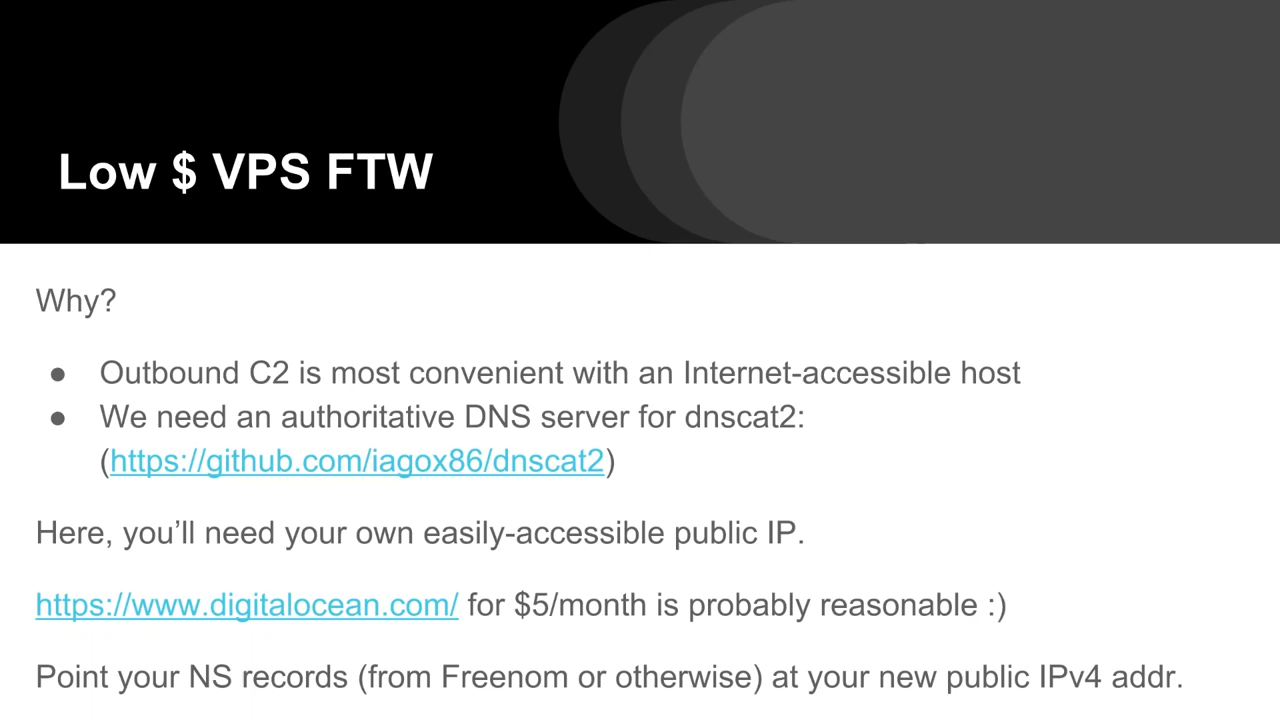 Low $ VPS FTW
Why?
● Outbound C2 is most convenient with an Internet-accessible host
● We need an authoritative DNS server for dnscat2:
(https://github.com/iagox86/dnscat2)
Here, you’ll need your own easily-accessible public IP.
https://www.digitalocean.com/ for $5/month is probably reasonable :)
Point your NS records (from Freenom or otherwise) at your new public IPv4 addr.